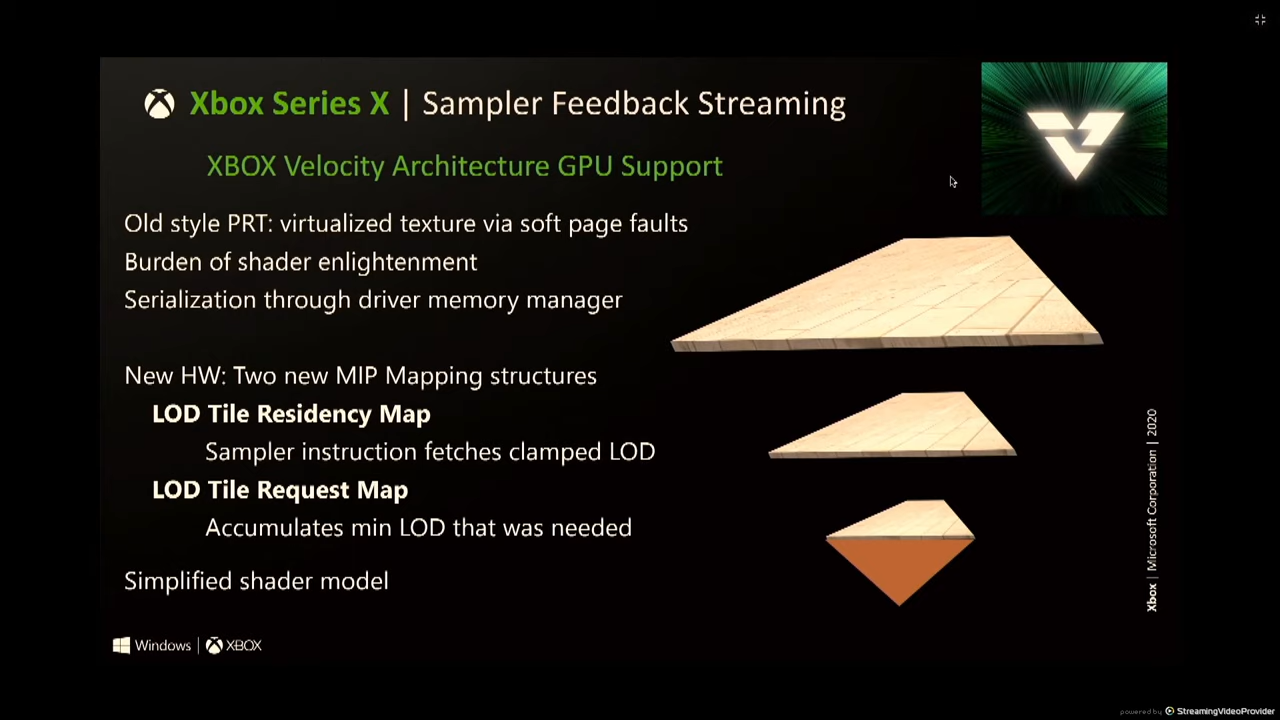 Xbox Series X | Sampler Feedback Streaming
XBOX Velocity Architecture GPU Support
Old style PRT: virtualized texture via soft page faults
Burden of shader enlightenment
Serialization through driver memory manager
New HW: Two new MIP Mapping structures
LOD Tile Residency Map
Sampler instruction fetches clamped LOD
LOD Tile Request Map
Accumulates min LOD that was needed
Simplified shader model
Xbox | Microsoft Corporation | 2020
Windows | XBOX
powered by StreamingVideoProvider